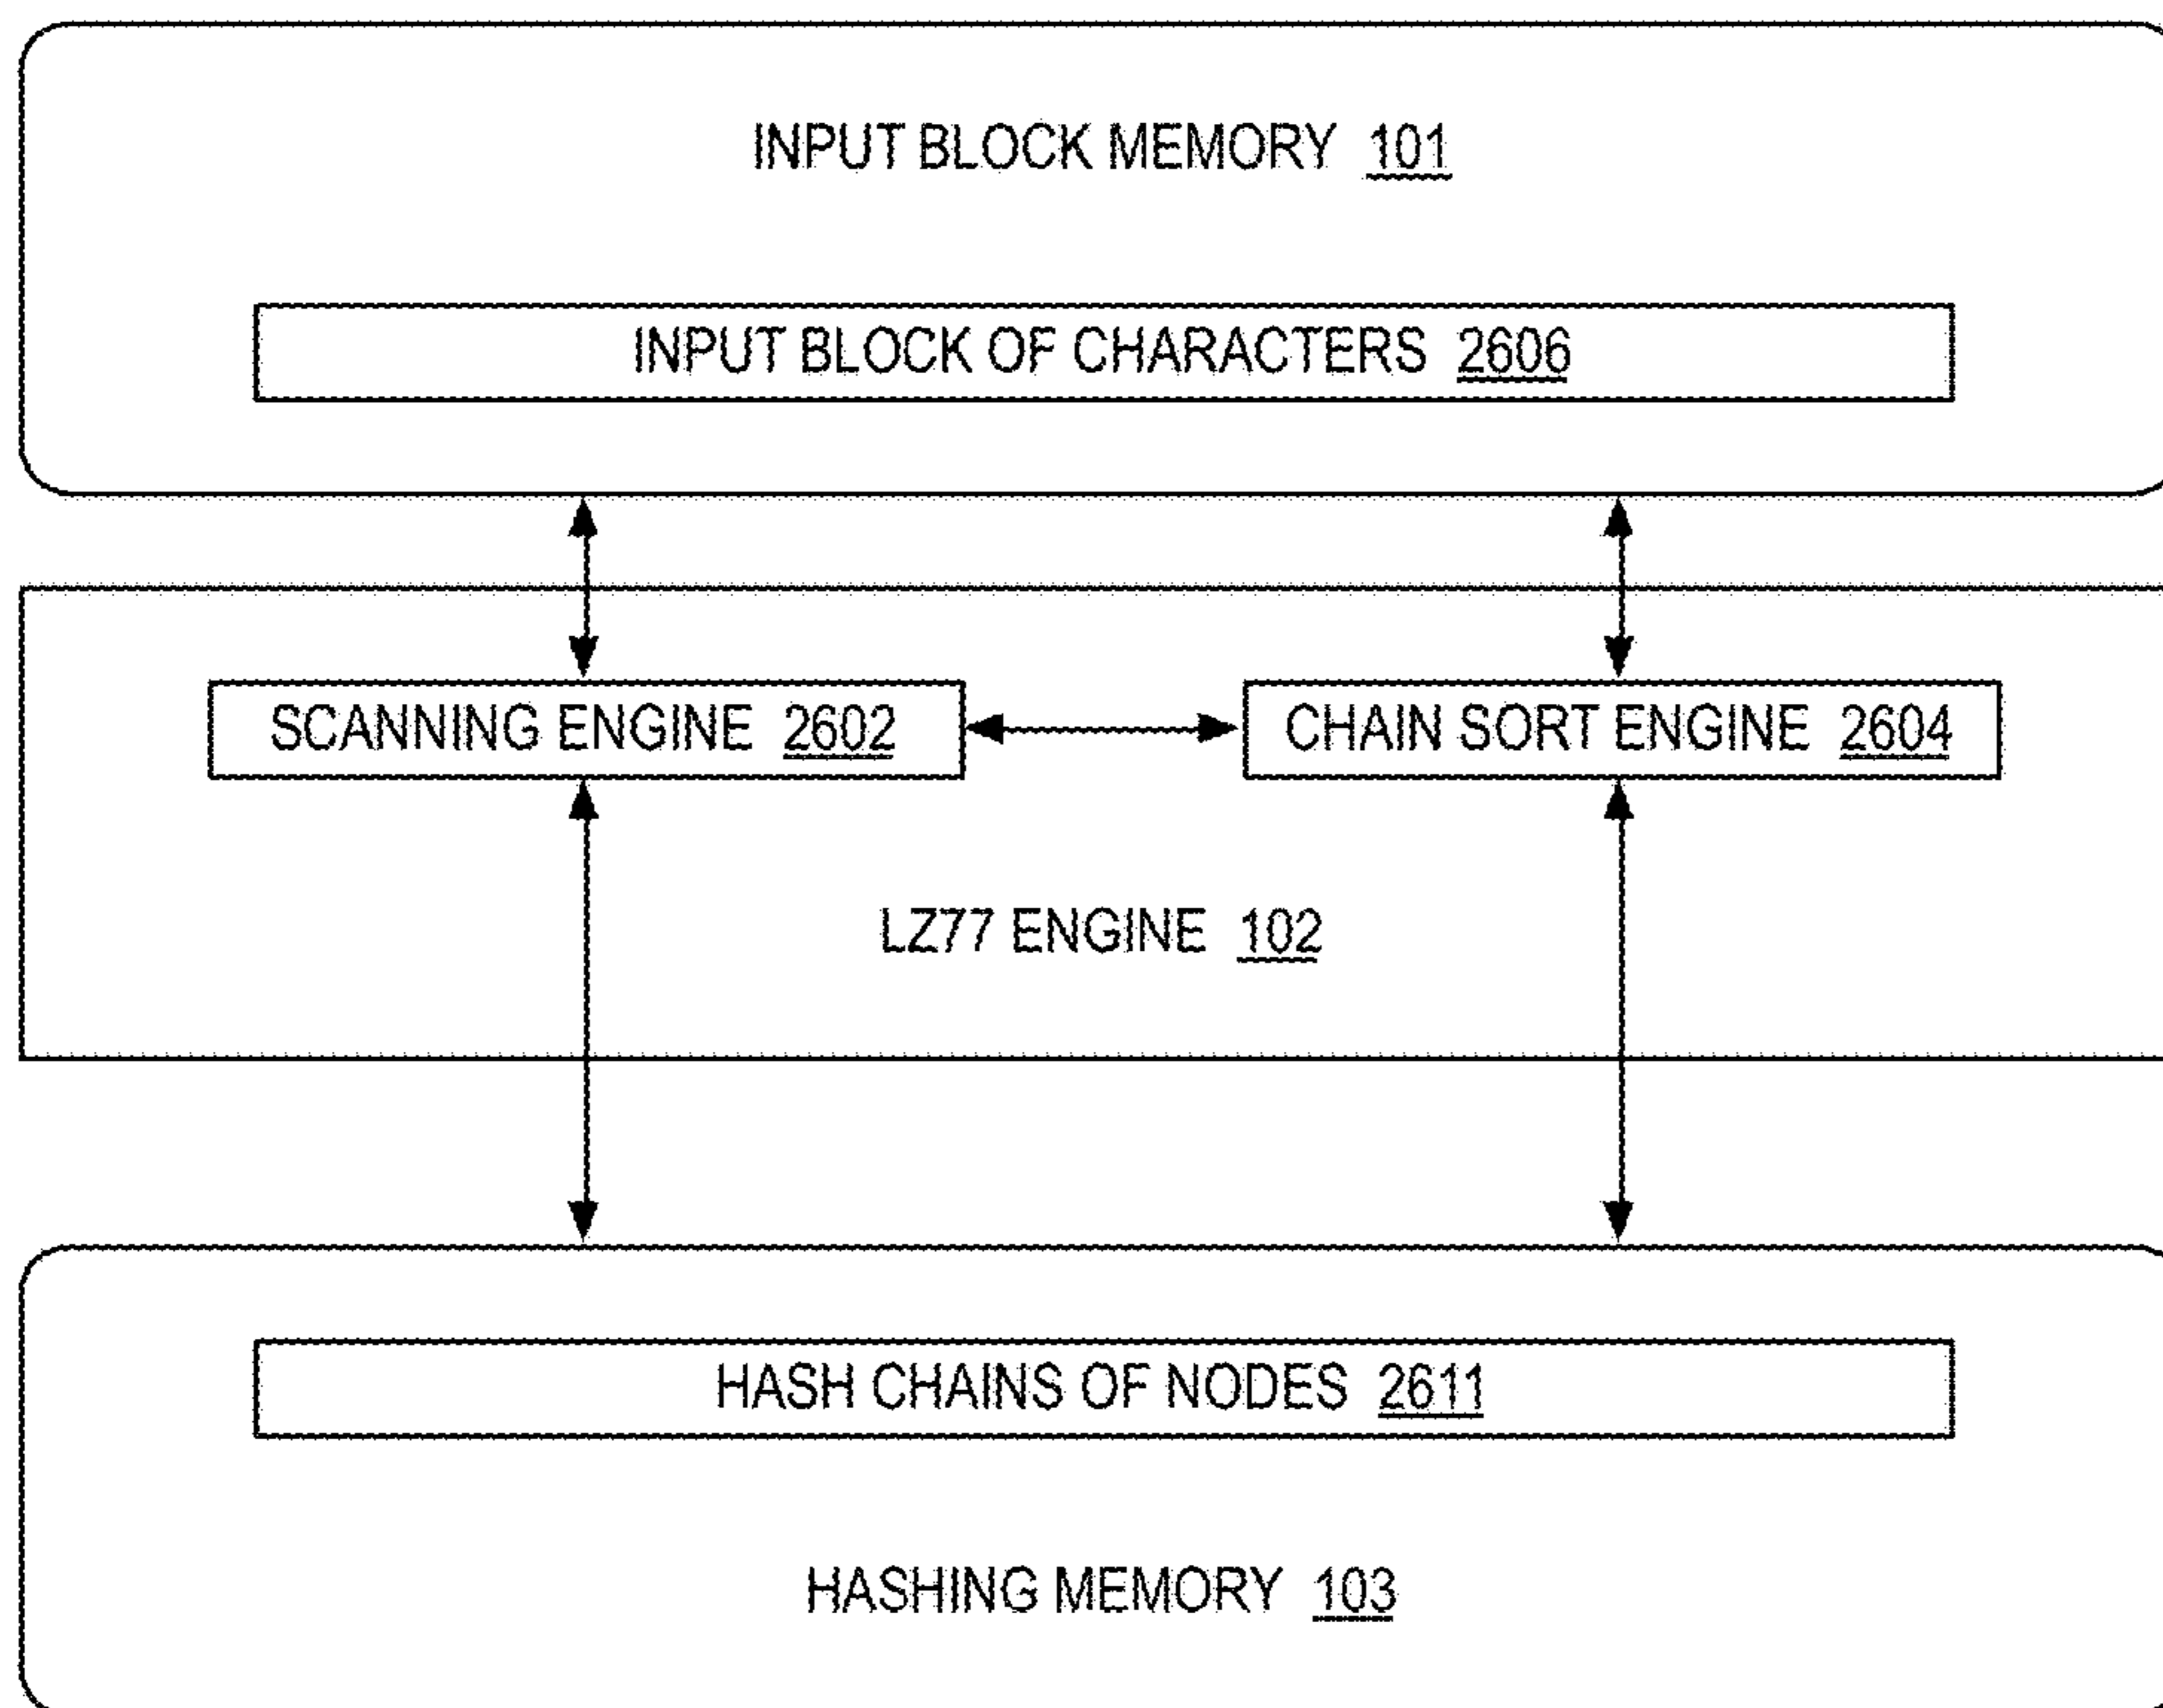 INPUT BLOCK MEMORY 101
INPUT BLOCK OF CHARACTERS 2606
SCANNING ENGINE 2602
CHAIN SORT ENGINE 2604
LZ77 ENGINE 102
HASH CHAINS OF NODES 2611
HASHING MEMORY 103